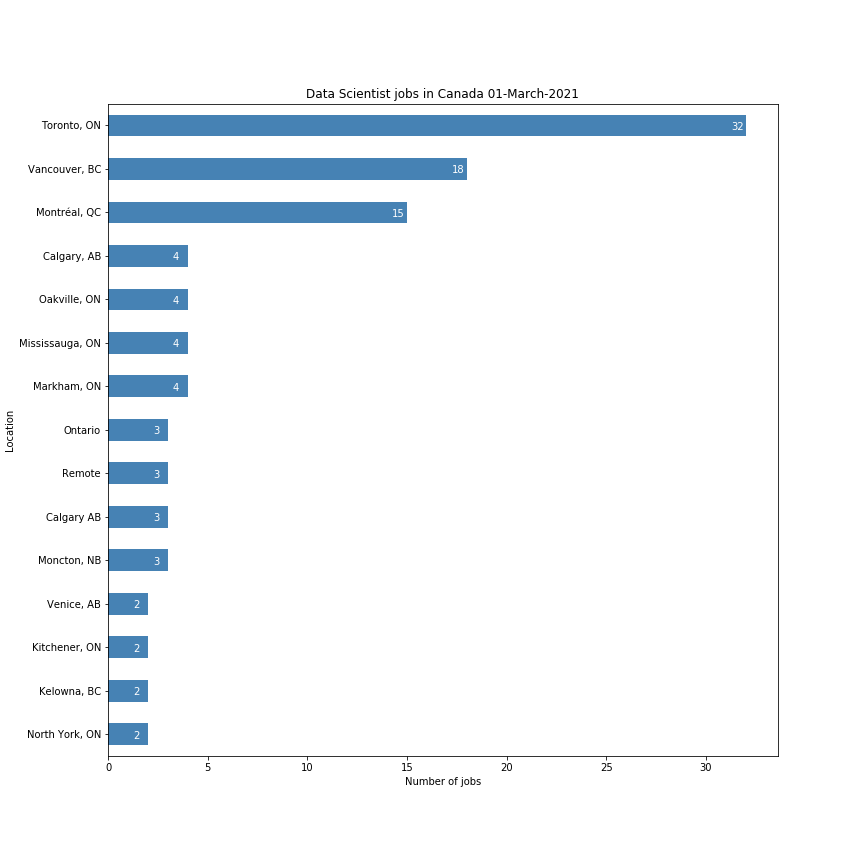 Data Scientist jobs in Canada 01-March-2021
Toronto, ON 32
Vancouver, BC 18
Montréal, QC 15
Calgary, AB 4
Oakville, ON 4
Mississauga, ON 4
Markham, ON 4
Ontario 3
Remote 3
Calgary AB 3
Moncton, NB 3
Venice, AB 2
Kitchener, ON 2
Kelowna, BC 2
North York, ON 2
Location
0 5 10 15 20 25 30
Number of jobs